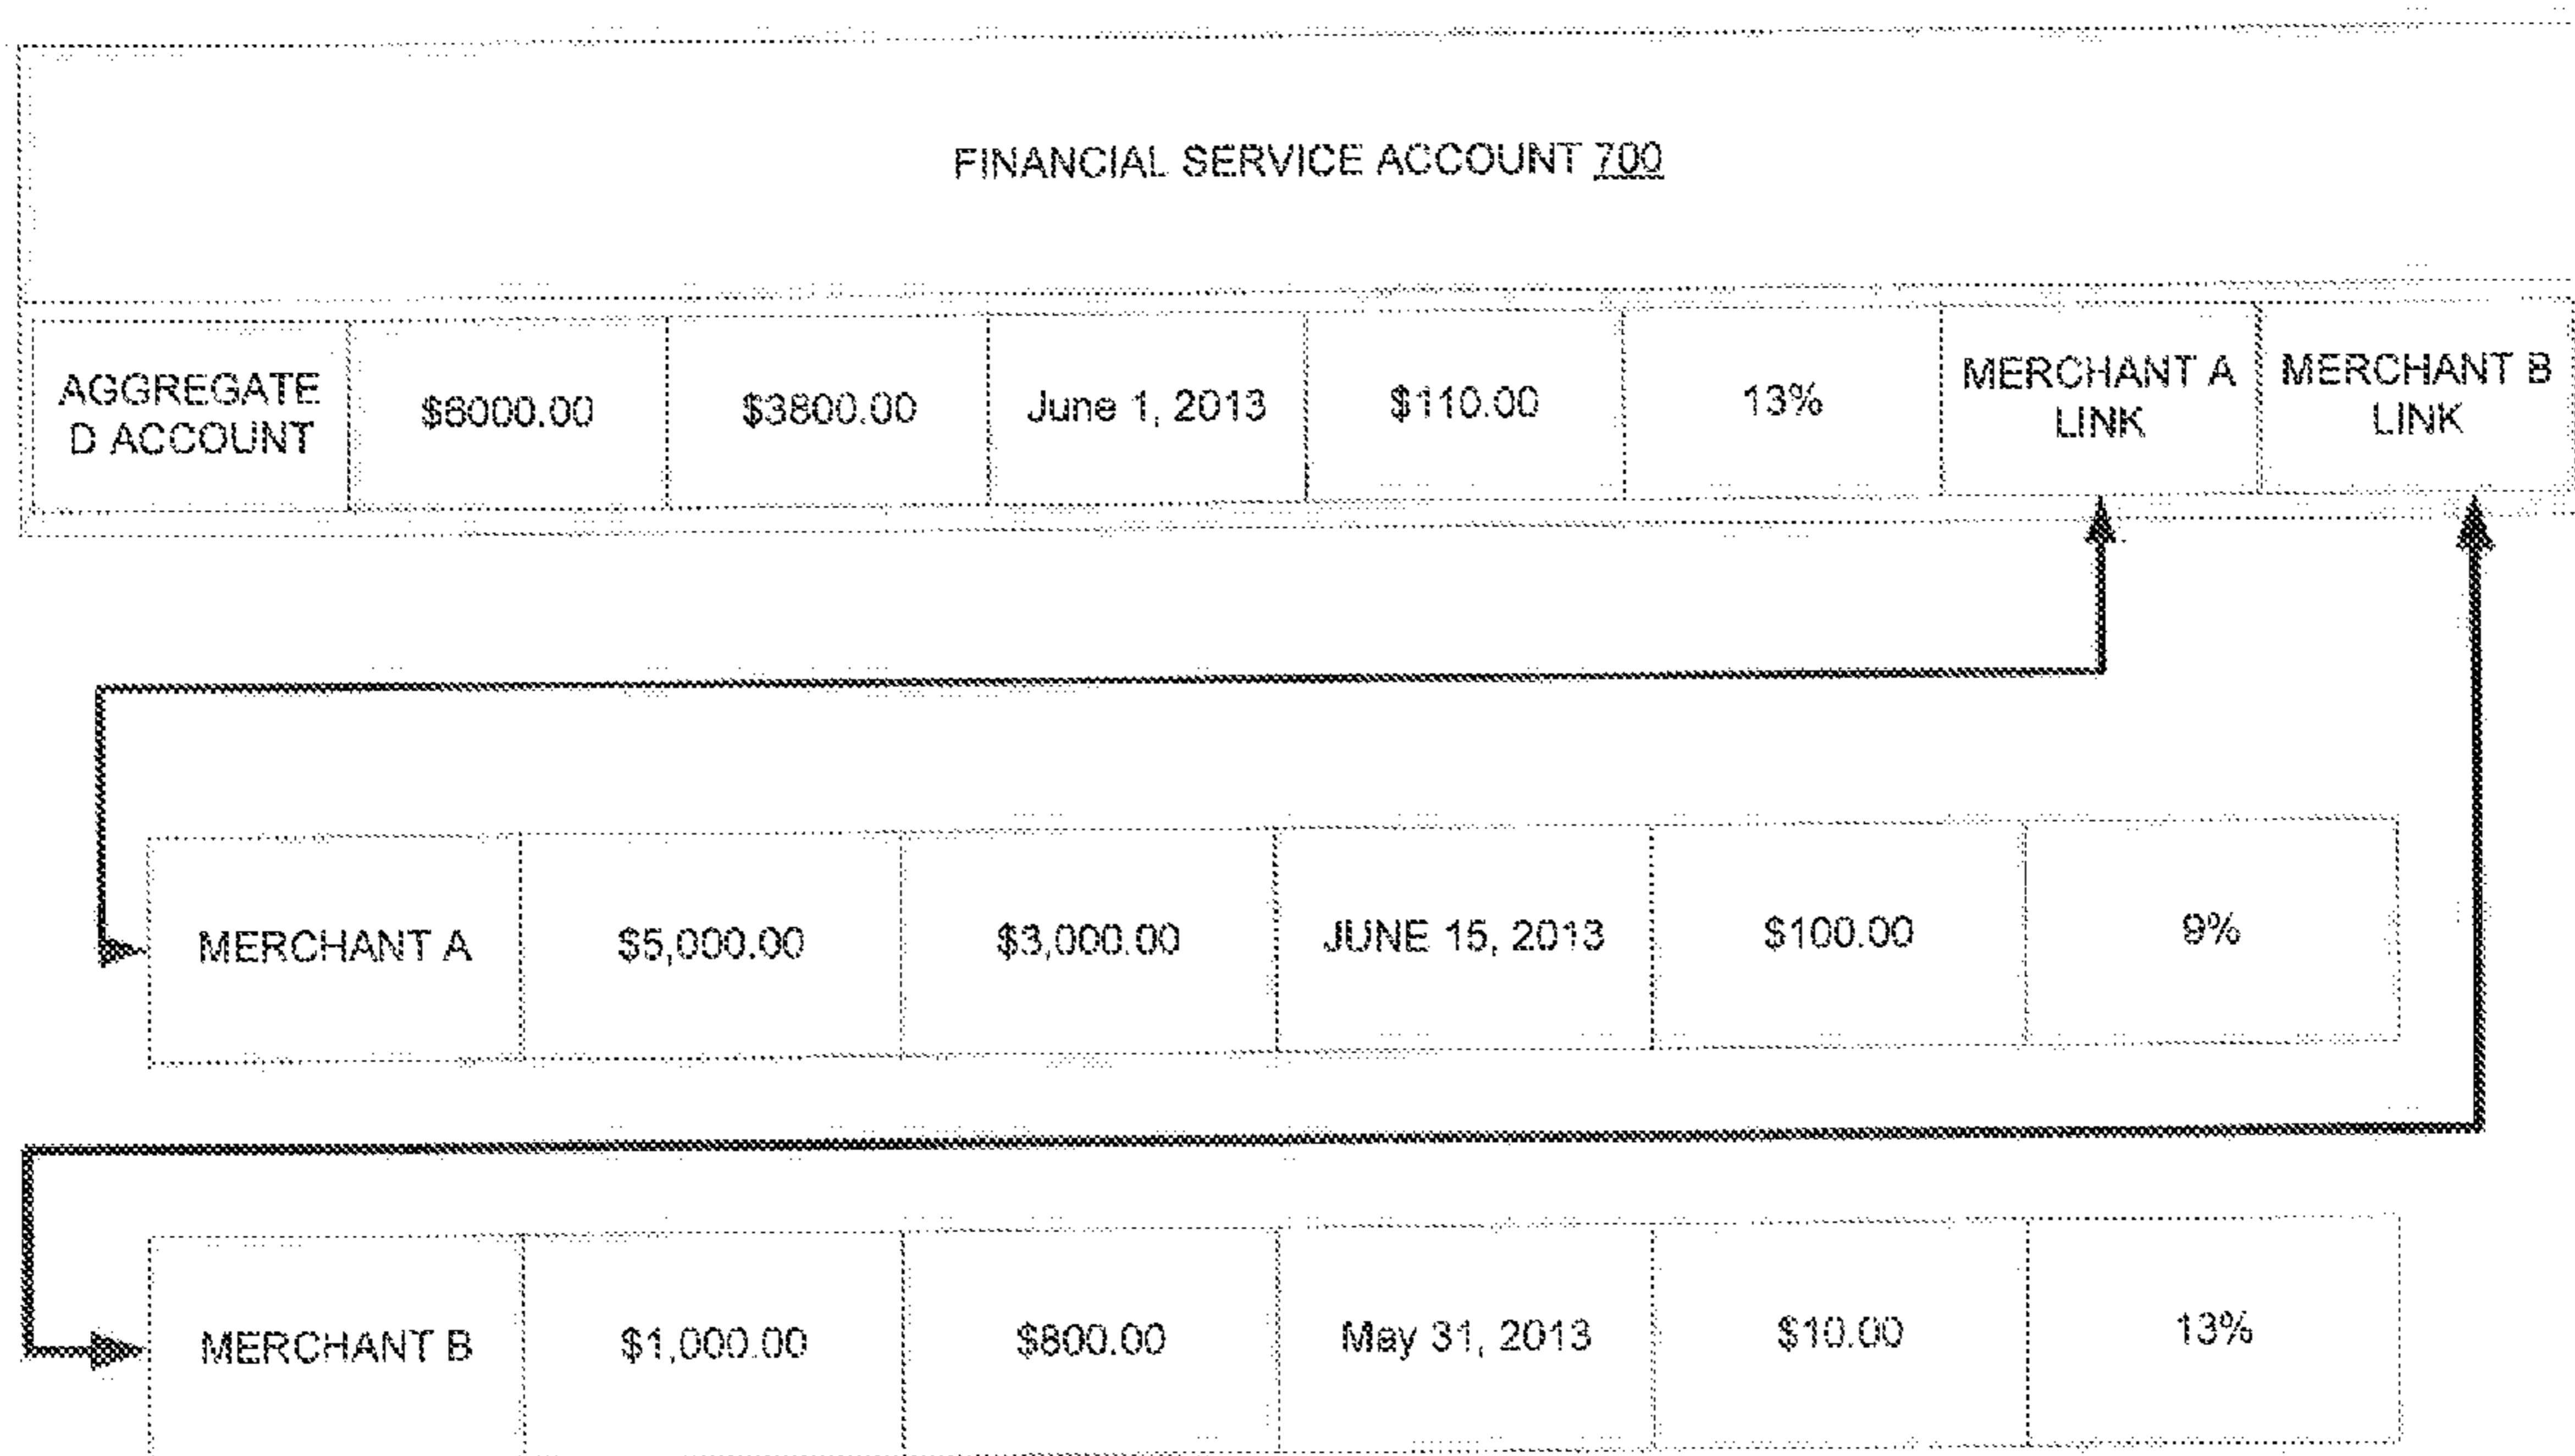 FINANCIAL SERVICE ACCOUNT 700
AGGREGATE
D ACCOUNT
$6000.00
$3800.00
June 1, 2013
$110.00
13%
MERCHANT A
LINK
MERCHANT B
LINK
MERCHANT A
$5,000.00
$3,000.00
JUNE 15, 2013
$100.00
9%
MERCHANT B
$1,000.00
$800.00
May 31, 2013
$10.00
13%